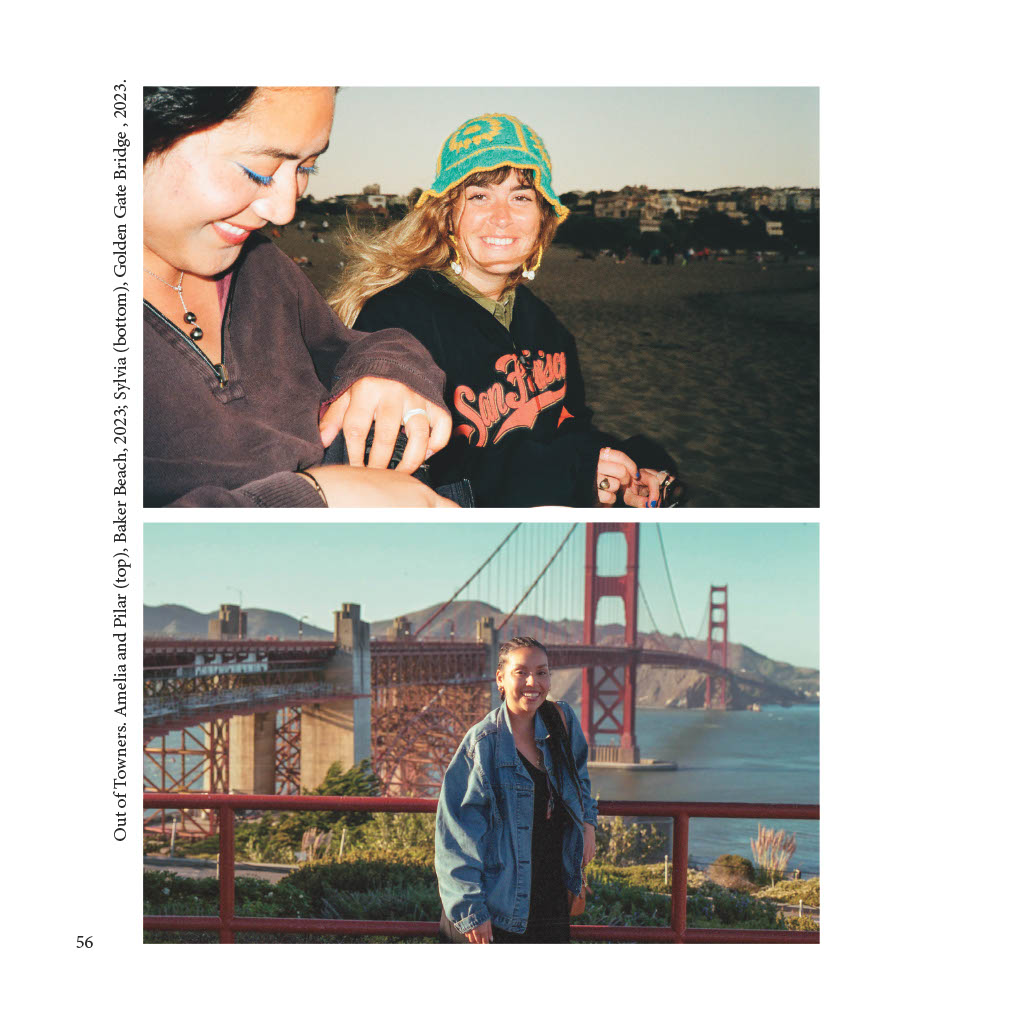 Out of Towners. Amelia and Pilar (top), Baker Beach, 2023; Sylvia (bottom), Golden Gate Bridge , 2023.
San Francisco
56